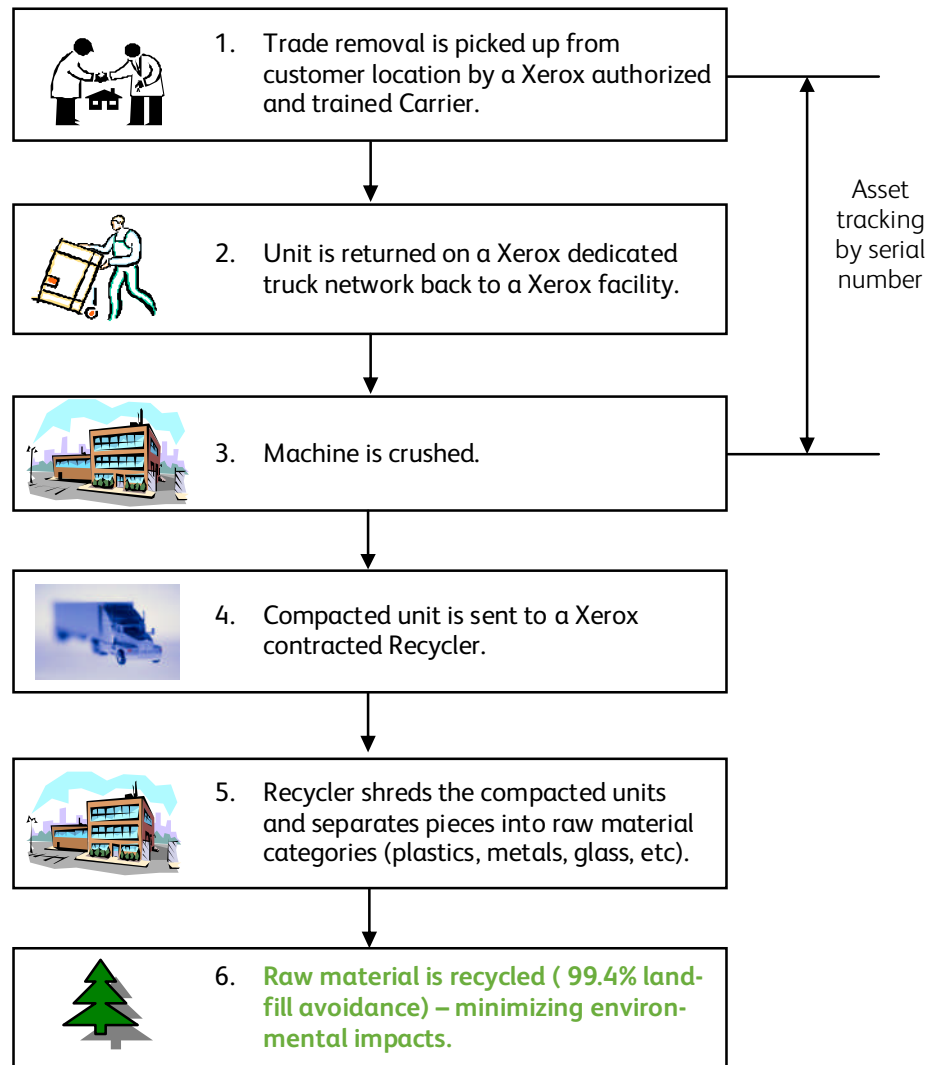 1. Trade removal is picked up from
customer location by a Xerox authorized
and trained Carrier.
Asset
tracking
by serial
number
2. Unit is returned on a Xerox dedicated
truck network back to a Xerox facility.
3. Machine is crushed.
4. Compacted unit is sent to a Xerox
contracted Recycler.
5. Recycler shreds the compacted units
and separates pieces into raw material
categories (plastics, metals, glass, etc).
6. Raw material is recycled ( 99.4% land-
fill avoidance) – minimizing environ-
mental impacts.